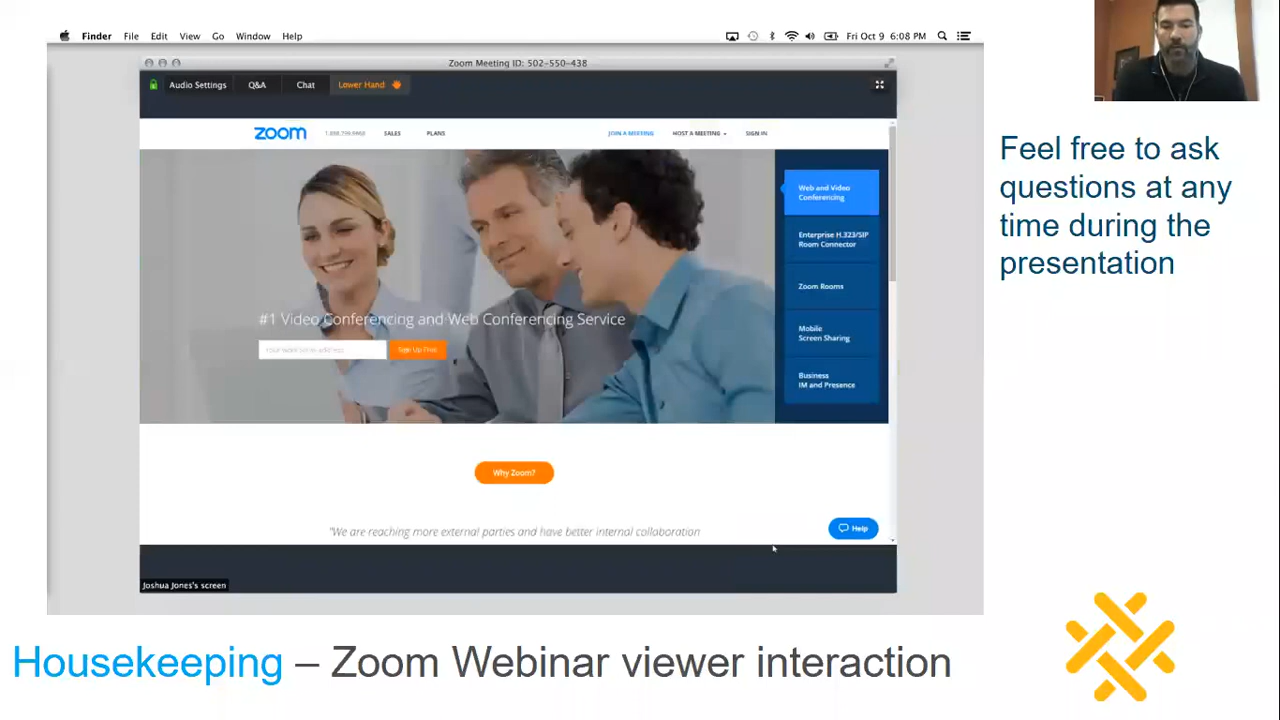 Finder File Edit View Go Window Help Fri Oct 9 6:08 PM
Zoom Meeting ID: 502-550-438
Audio Settings Q&A Chat Lower Hand
zoom SALES PLANS JOIN A MEETING HOST A MEETING SIGN IN
Web and Video
Conferencing
Enterprise H.323/SIP
Room Connector
Zoom Rooms
Mobile
Screen Sharing
Business
IM and Presence
#1 Video Conferencing and Web Conferencing Service
Sign Up Free
Why Zoom?
"We are reaching more external parties and have better internal collaboration
Help
Joshua Jones's screen
Feel free to ask
questions at any
time during the
presentation
Housekeeping – Zoom Webinar viewer interaction